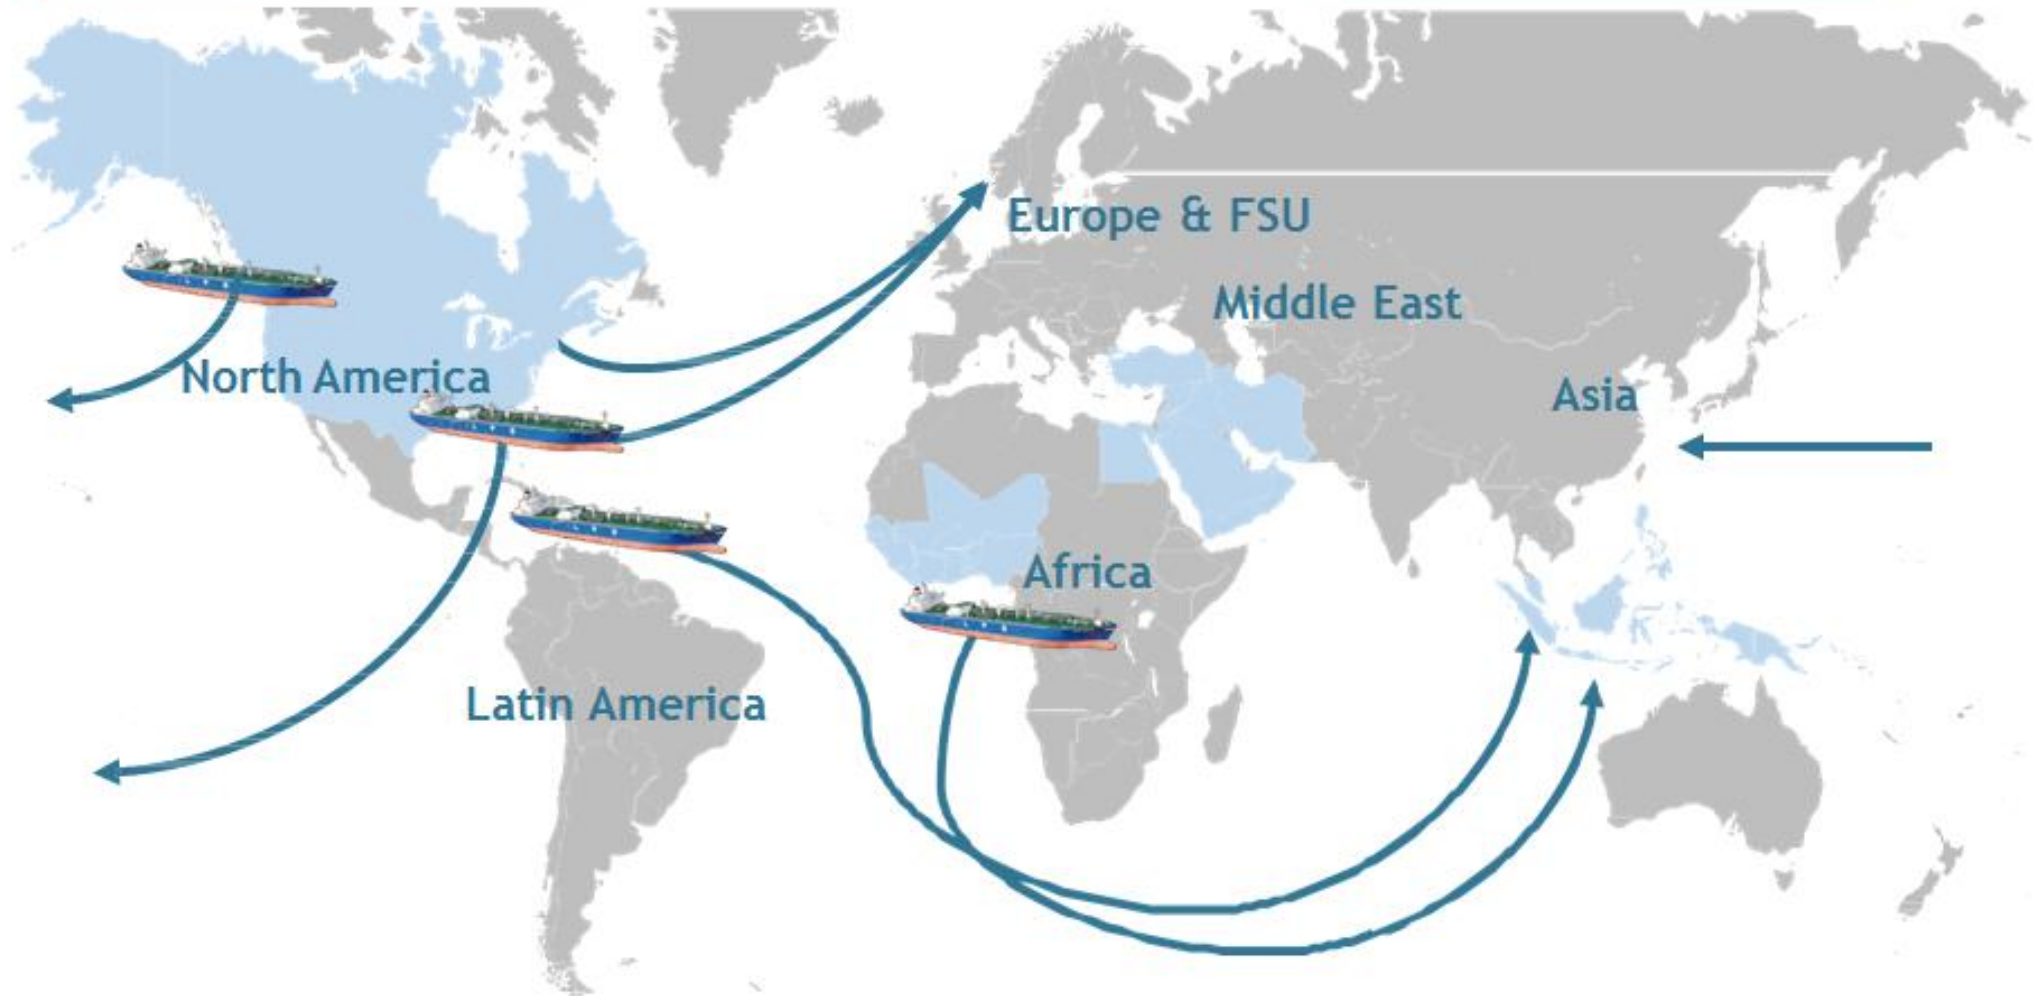 Europe & FSU
Middle East
North America
Asia
Africa
Latin America